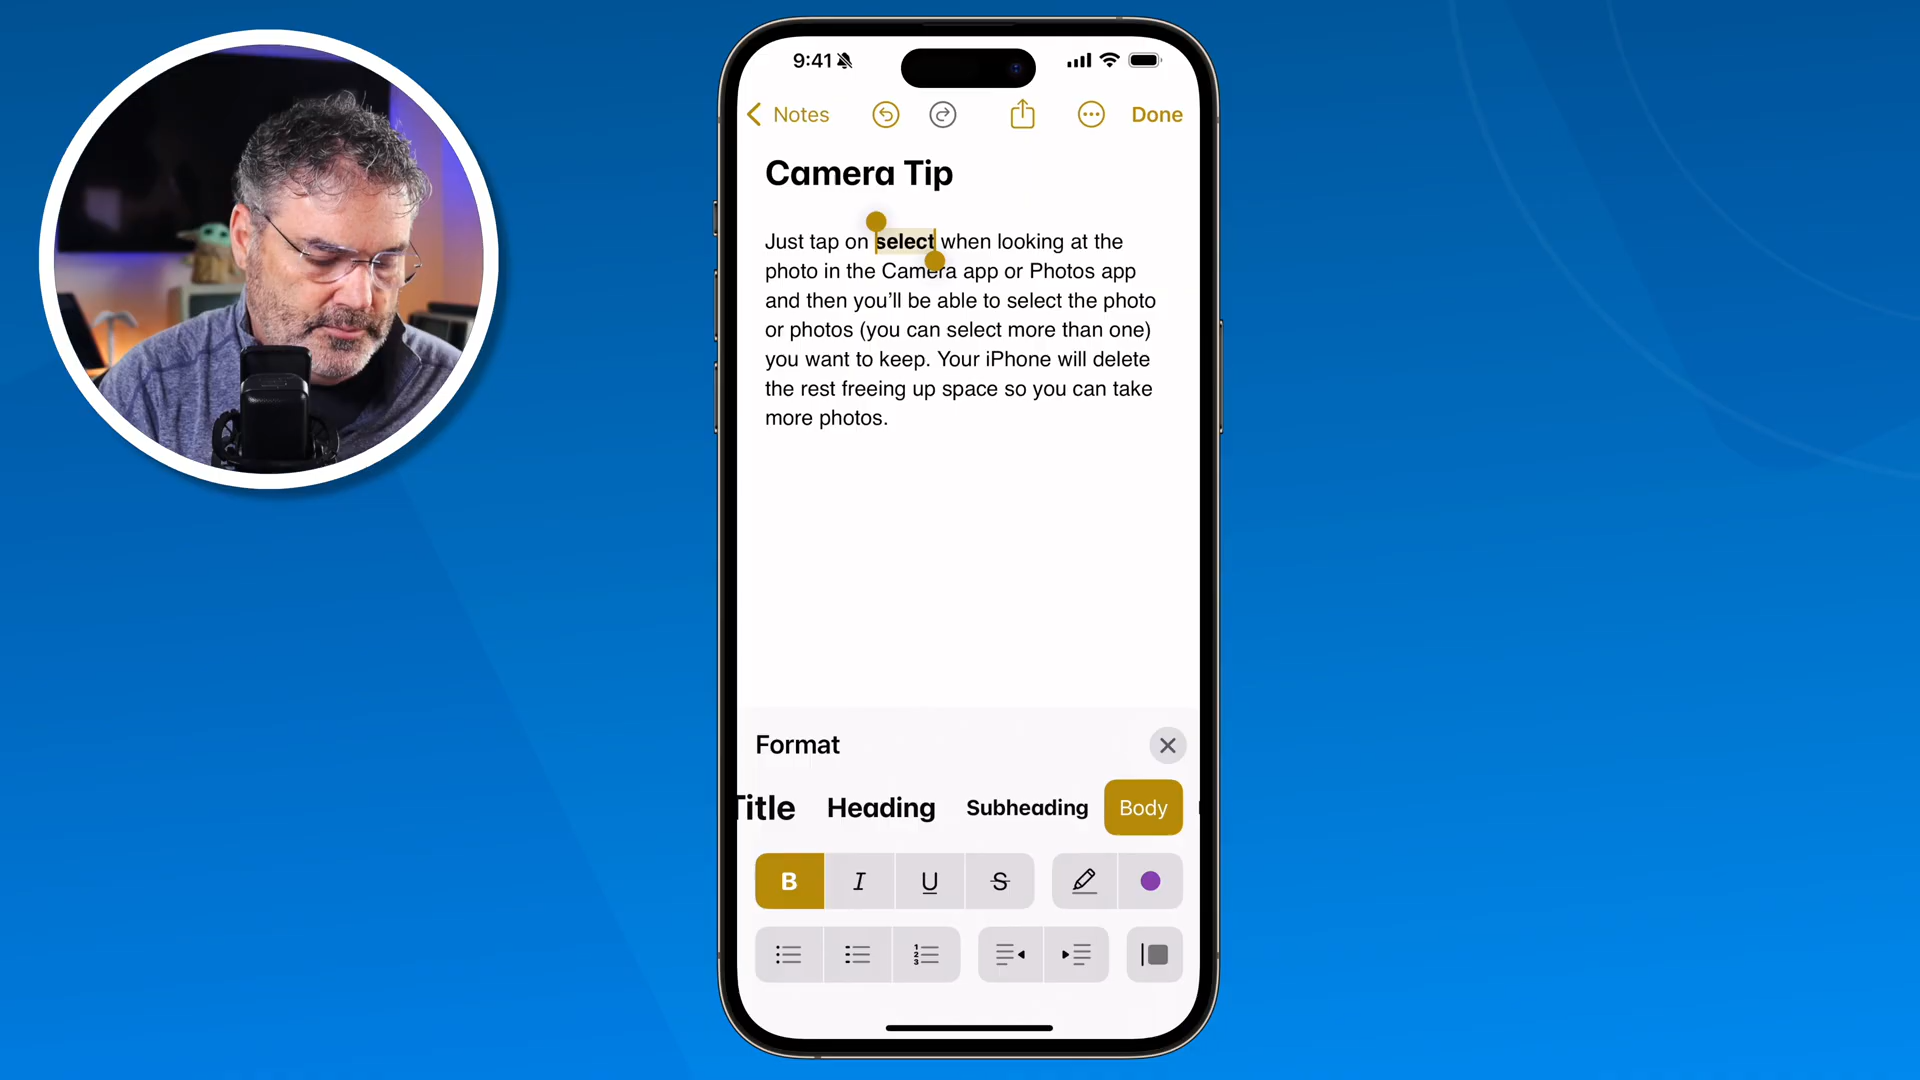 9:41
Notes
Done
Camera Tip
Just tap on select when looking at the
photo in the Camera app or Photos app
and then you’ll be able to select the photo
or photos (you can select more than one)
you want to keep. Your iPhone will delete
the rest freeing up space so you can take
more photos.
Format
Title Heading Subheading Body
B I U S